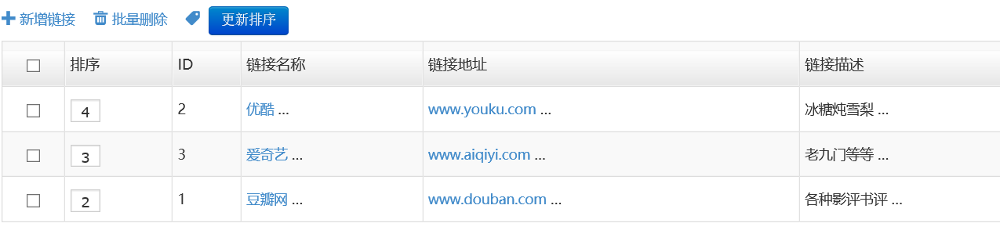 新增链接 批量删除 更新排序
排序 ID 链接名称 链接地址 链接描述
4 2 优酷 ... www.youku.com ... 冰糖炖雪梨 ...
3 3 爱奇艺 ... www.aiqiyi.com ... 老九门等等 ...
2 1 豆瓣网 ... www.douban.com ... 各种影评书评 ...